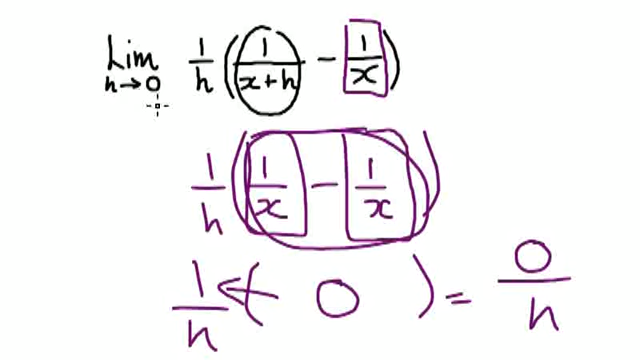 Lim h→0 1/h ( 1/(x+h) − 1/x )
1/h ( 1/x − 1/x )
1/h ( 0 ) = 0/h